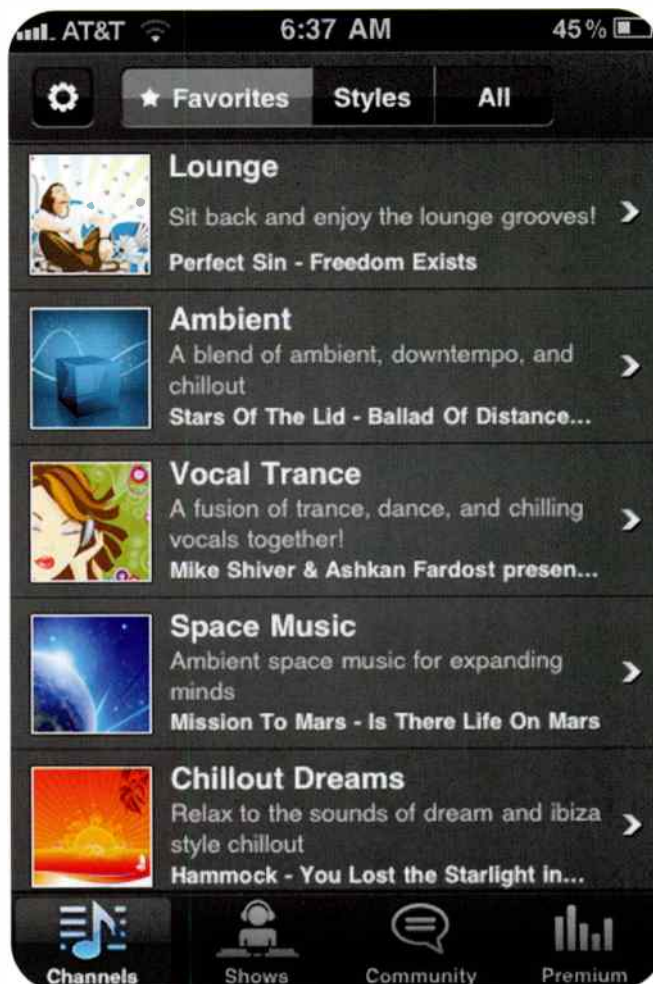 AT&T 6:37 AM 45%
Favorites Styles All
Lounge
Sit back and enjoy the lounge grooves!
Perfect Sin - Freedom Exists
Ambient
A blend of ambient, downtempo, and
chillout
Stars Of The Lid - Ballad Of Distance...
Vocal Trance
A fusion of trance, dance, and chilling
vocals together!
Mike Shiver & Ashkan Fardost presen...
Space Music
Ambient space music for expanding
minds
Mission To Mars - Is There Life On Mars
Chillout Dreams
Relax to the sounds of dream and ibiza
style chillout
Hammock - You Lost the Starlight in...
Channels Shows Community Premium